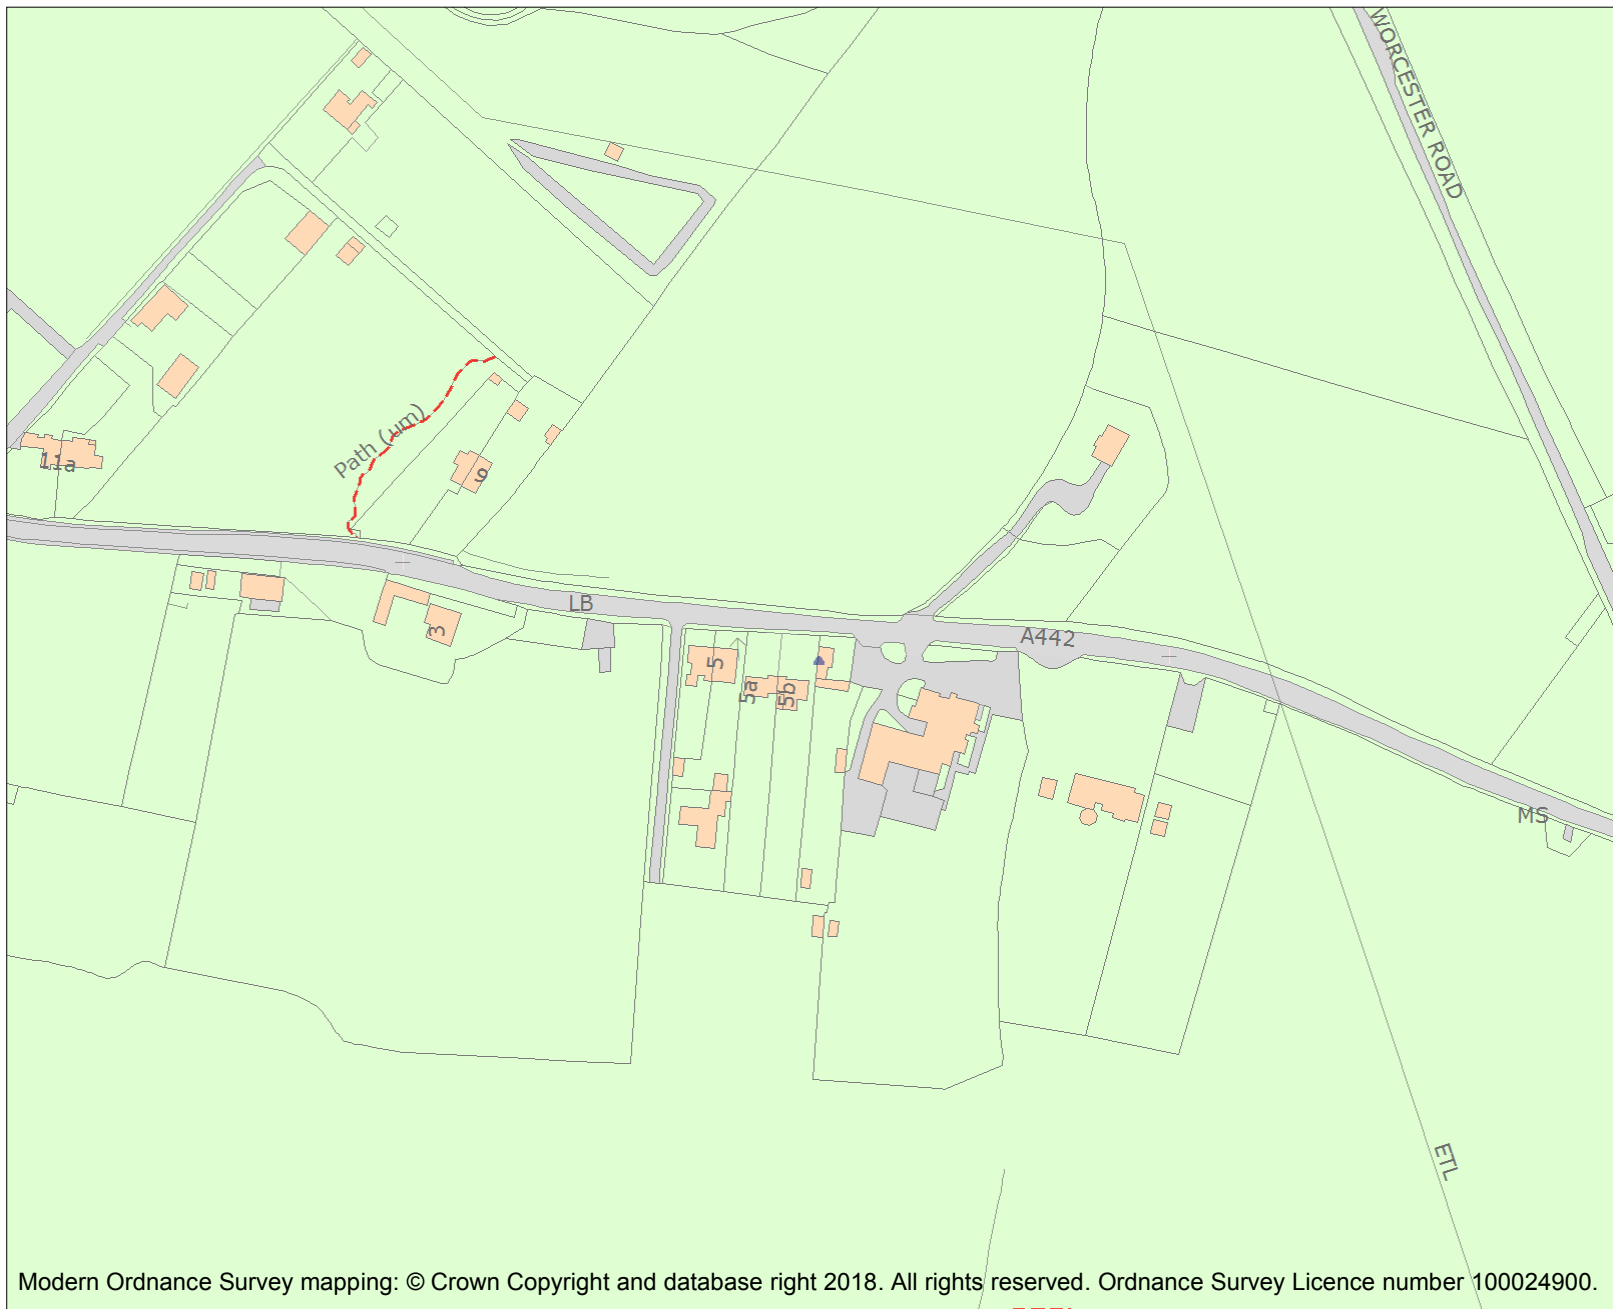 WORCESTER ROAD
Path (um)
11a
9
LB
3
A442
5
5a
5b
MS
ETL
Modern Ordnance Survey mapping: © Crown Copyright and database right 2018. All rights reserved. Ordnance Survey Licence number 100024900.